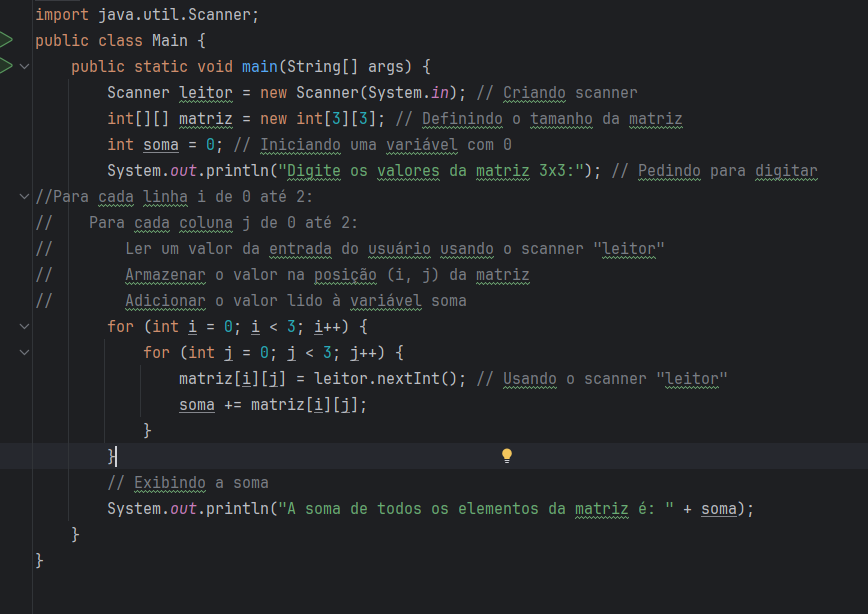 import java.util.Scanner;
public class Main {
    public static void main(String[] args) {
        Scanner leitor = new Scanner(System.in); // Criando scanner
        int[][] matriz = new int[3][3]; // Definindo o tamanho da matriz
        int soma = 0; // Iniciando uma variável com 0
        System.out.println("Digite os valores da matriz 3x3:"); // Pedindo para digitar
//Para cada linha i de 0 até 2:
//    Para cada coluna j de 0 até 2:
//        Ler um valor da entrada do usuário usando o scanner "leitor"
//        Armazenar o valor na posição (i, j) da matriz
//        Adicionar o valor lido à variável soma
        for (int i = 0; i < 3; i++) {
            for (int j = 0; j < 3; j++) {
                matriz[i][j] = leitor.nextInt(); // Usando o scanner "leitor"
                soma += matriz[i][j];
            }
        }
        // Exibindo a soma
        System.out.println("A soma de todos os elementos da matriz é: " + soma);
    }
}